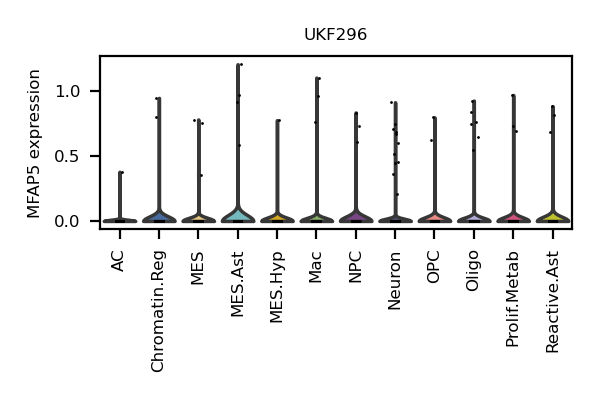 UKF296
MFAP5 expression
1.0
0.5
0.0
AC
Chromatin.Reg
MES
MES.Ast
MES.Hyp
Mac
NPC
Neuron
OPC
Oligo
Prolif.Metab
Reactive.Ast